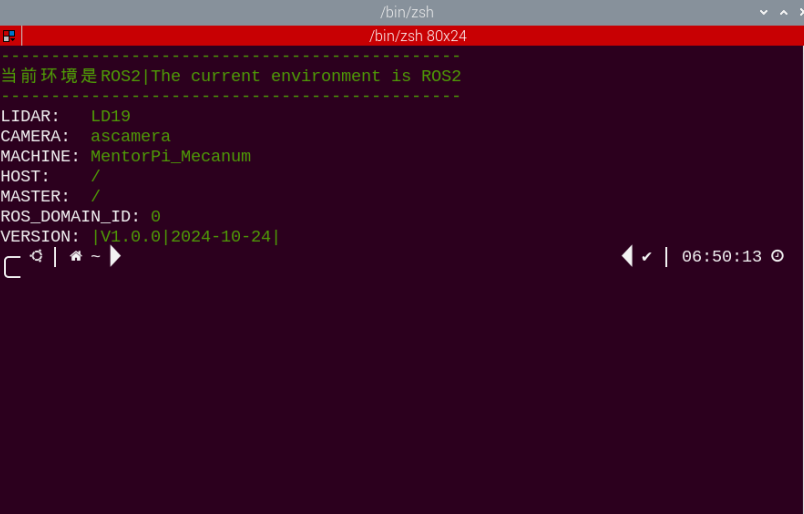 /bin/zsh
/bin/zsh 80x24
----------------------------------------------
当前环境是ROS2|The current environment is ROS2
----------------------------------------------
LIDAR: LD19
CAMERA: ascamera
MACHINE: MentorPi_Mecanum
HOST: /
MASTER: /
ROS_DOMAIN_ID: 0
VERSION: |V1.0.0|2024-10-24|
~ ✔ 06:50:13